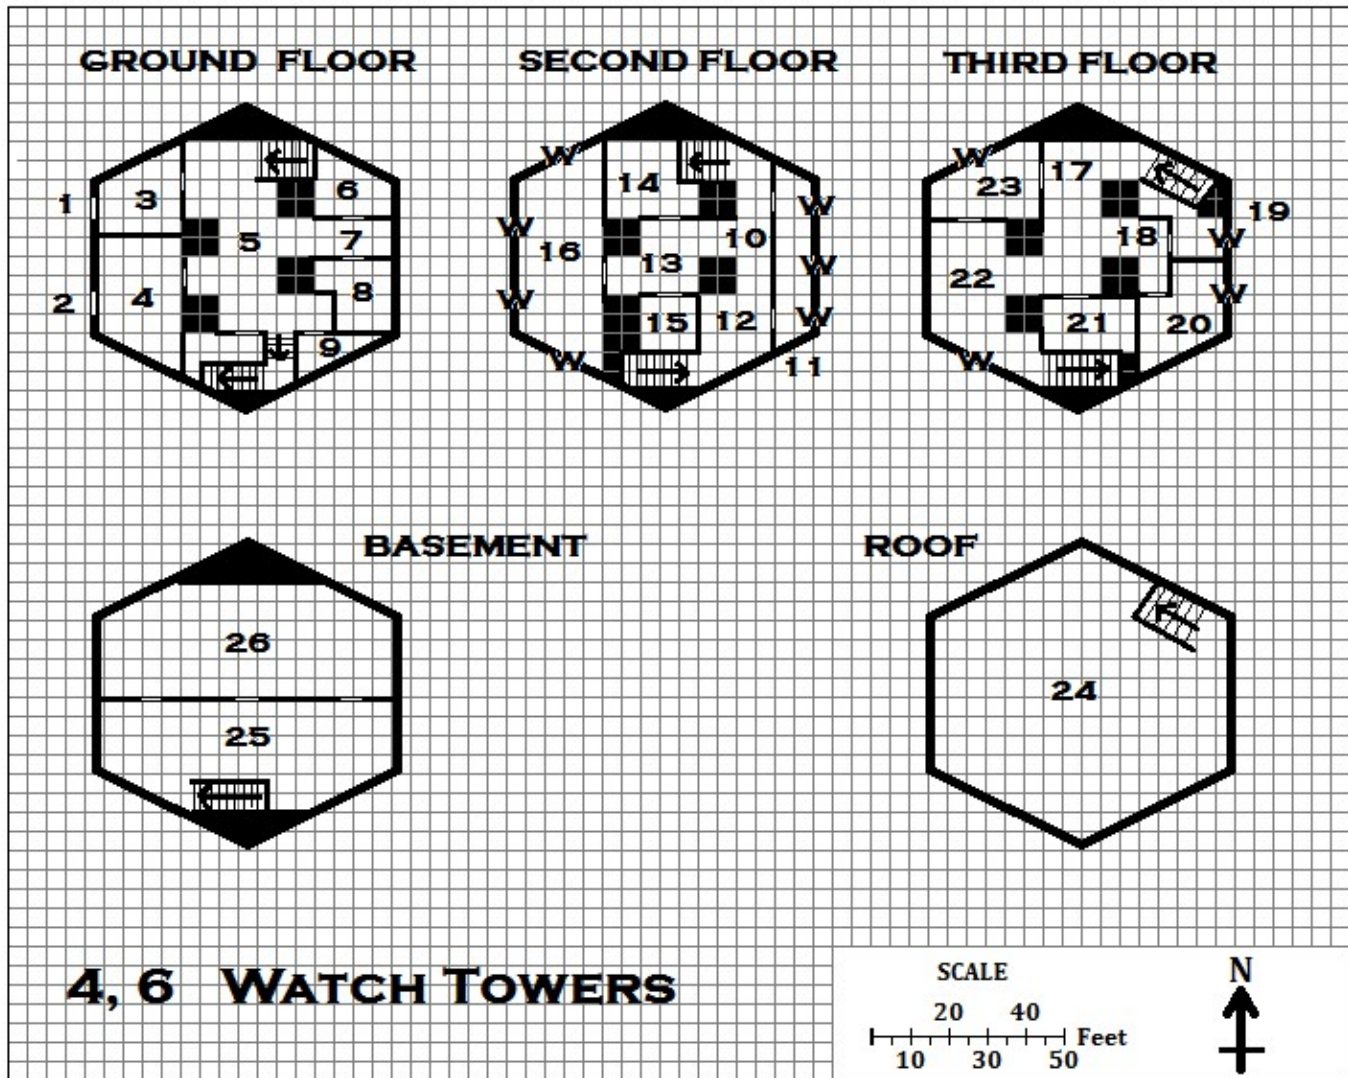 GROUND FLOOR
SECOND FLOOR
THIRD FLOOR
1
2
3
4
5
6
7
8
9
W
W
W
W
W
W
W
10
11
12
13
14
15
16
W
W
W
W
17
18
19
20
21
22
23
BASEMENT
ROOF
26
25
24
4, 6 WATCH TOWERS
SCALE
20 40
Feet
10 30 50
N